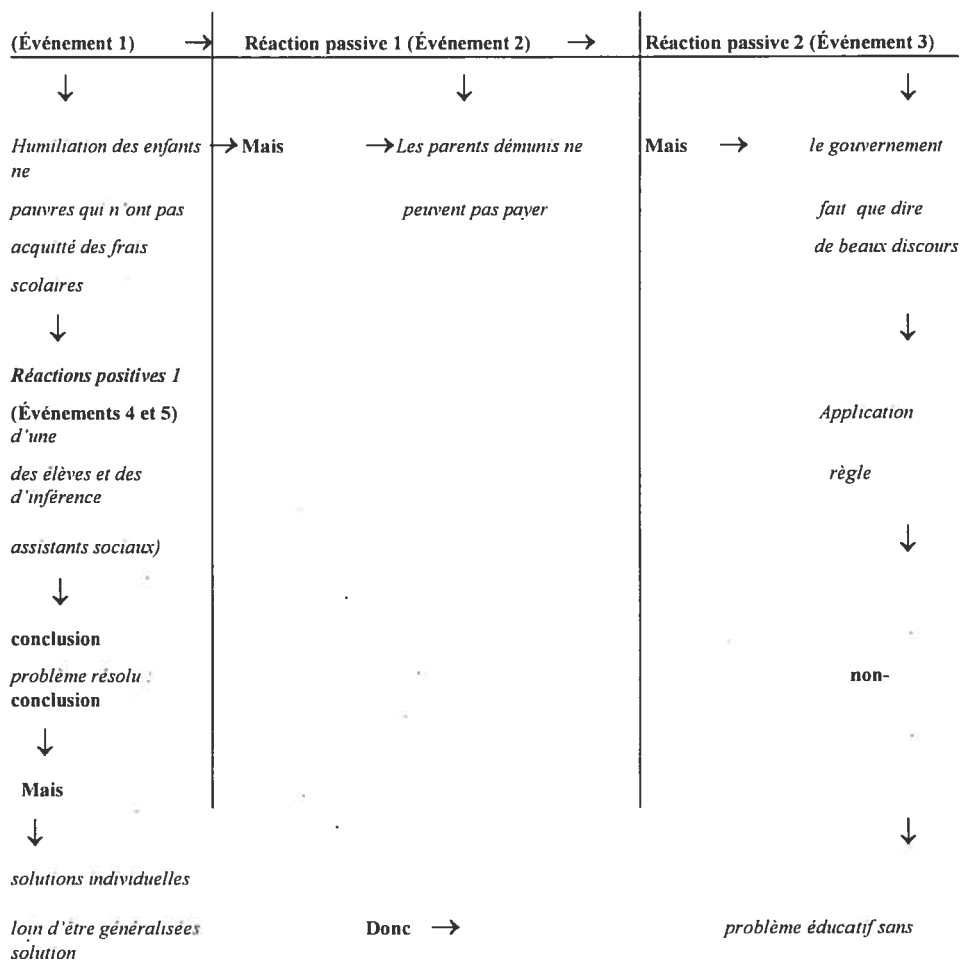 (Événement 1) → Réaction passive 1 (Événement 2) → Réaction passive 2 (Événement 3)
↓ ↓ ↓
Humiliation des enfants → Mais → Les parents démunis ne Mais → le gouvernement
ne
pauvres qui n'ont pas peuvent pas payer fait que dire
acquitté des frais de beaux discours
scolaires
↓ ↓
Réactions positives 1
(Événements 4 et 5) Application
d'une
des élèves et des règle
d'inférence
assistants sociaux) ↓
↓
conclusion
problème résolu : non-
conclusion
↓
Mais
↓ ↓
solutions individuelles
loin d'être généralisées Donc → problème éducatif sans
solution